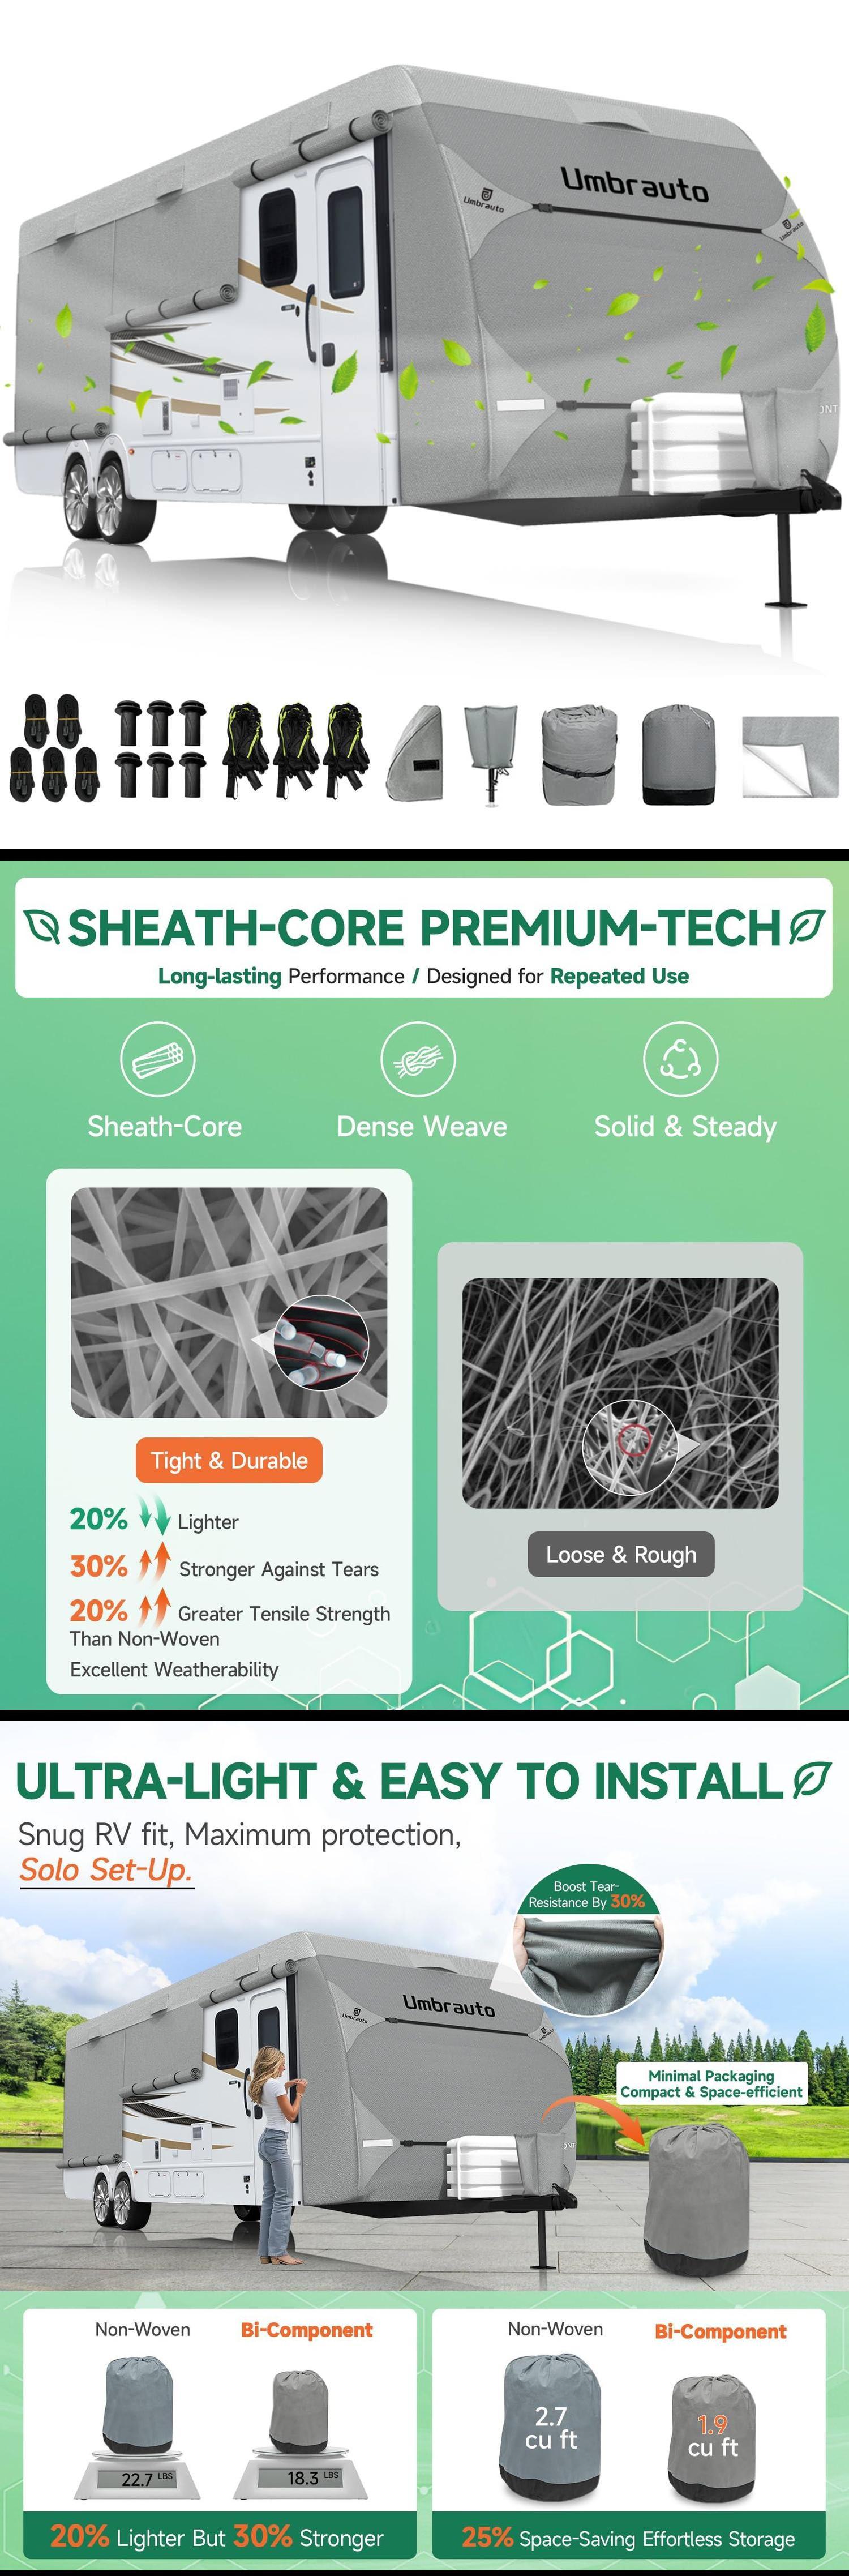 Umbrauto
Umbrauto
Umbrauto
ONT
SHEATH-CORE PREMIUM-TECH
Long-lasting Performance / Designed for Repeated Use
Sheath-Core
Dense Weave
Solid & Steady
Tight & Durable
20% Lighter
30% Stronger Against Tears
20% Greater Tensile Strength
Than Non-Woven
Excellent Weatherability
Loose & Rough
ULTRA-LIGHT & EASY TO INSTALL
Snug RV fit, Maximum protection,
Solo Set-Up.
Boost Tear-
Resistance By 30%
Umbrauto
Umbrauto
Umbrauto
ONT
Minimal Packaging
Compact & Space-efficient
Non-Woven
Bi-Component
22.7 LBS
18.3 LBS
20% Lighter But 30% Stronger
Non-Woven
Bi-Component
2.7
cu ft
1.9
cu ft
25% Space-Saving Effortless Storage